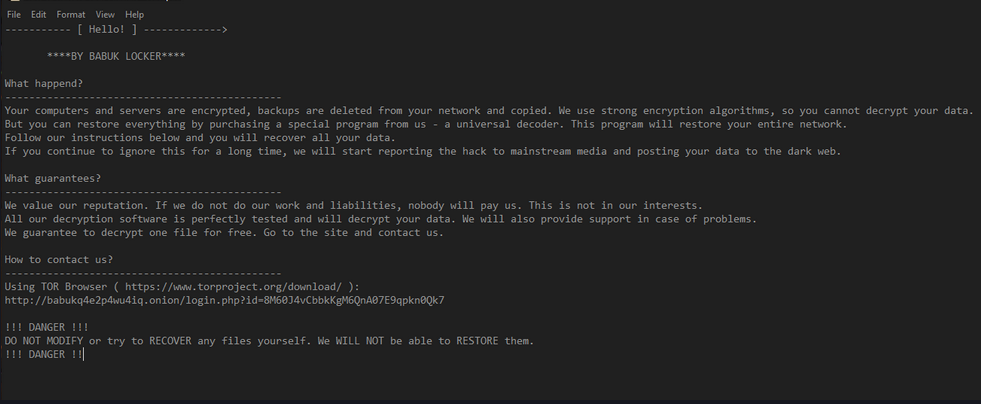 File Edit Format View Help
----------- [ Hello! ] ------------->
****BY BABUK LOCKER****
What happend?
----------------------------------------------
Your computers and servers are encrypted, backups are deleted from your network and copied. We use strong encryption algorithms, so you cannot decrypt your data.
But you can restore everything by purchasing a special program from us - a universal decoder. This program will restore your entire network.
Follow our instructions below and you will recover all your data.
If you continue to ignore this for a long time, we will start reporting the hack to mainstream media and posting your data to the dark web.
What guarantees?
----------------------------------------------
We value our reputation. If we do not do our work and liabilities, nobody will pay us. This is not in our interests.
All our decryption software is perfectly tested and will decrypt your data. We will also provide support in case of problems.
We guarantee to decrypt one file for free. Go to the site and contact us.
How to contact us?
----------------------------------------------
Using TOR Browser ( https://www.torproject.org/download/ ):
http://babukq4e2p4wu4iq.onion/login.php?id=8M60J4vCbbkKgM6QnA07E9qpkn0Qk7
!!! DANGER !!!
DO NOT MODIFY or try to RECOVER any files yourself. We WILL NOT be able to RESTORE them.
!!! DANGER !!